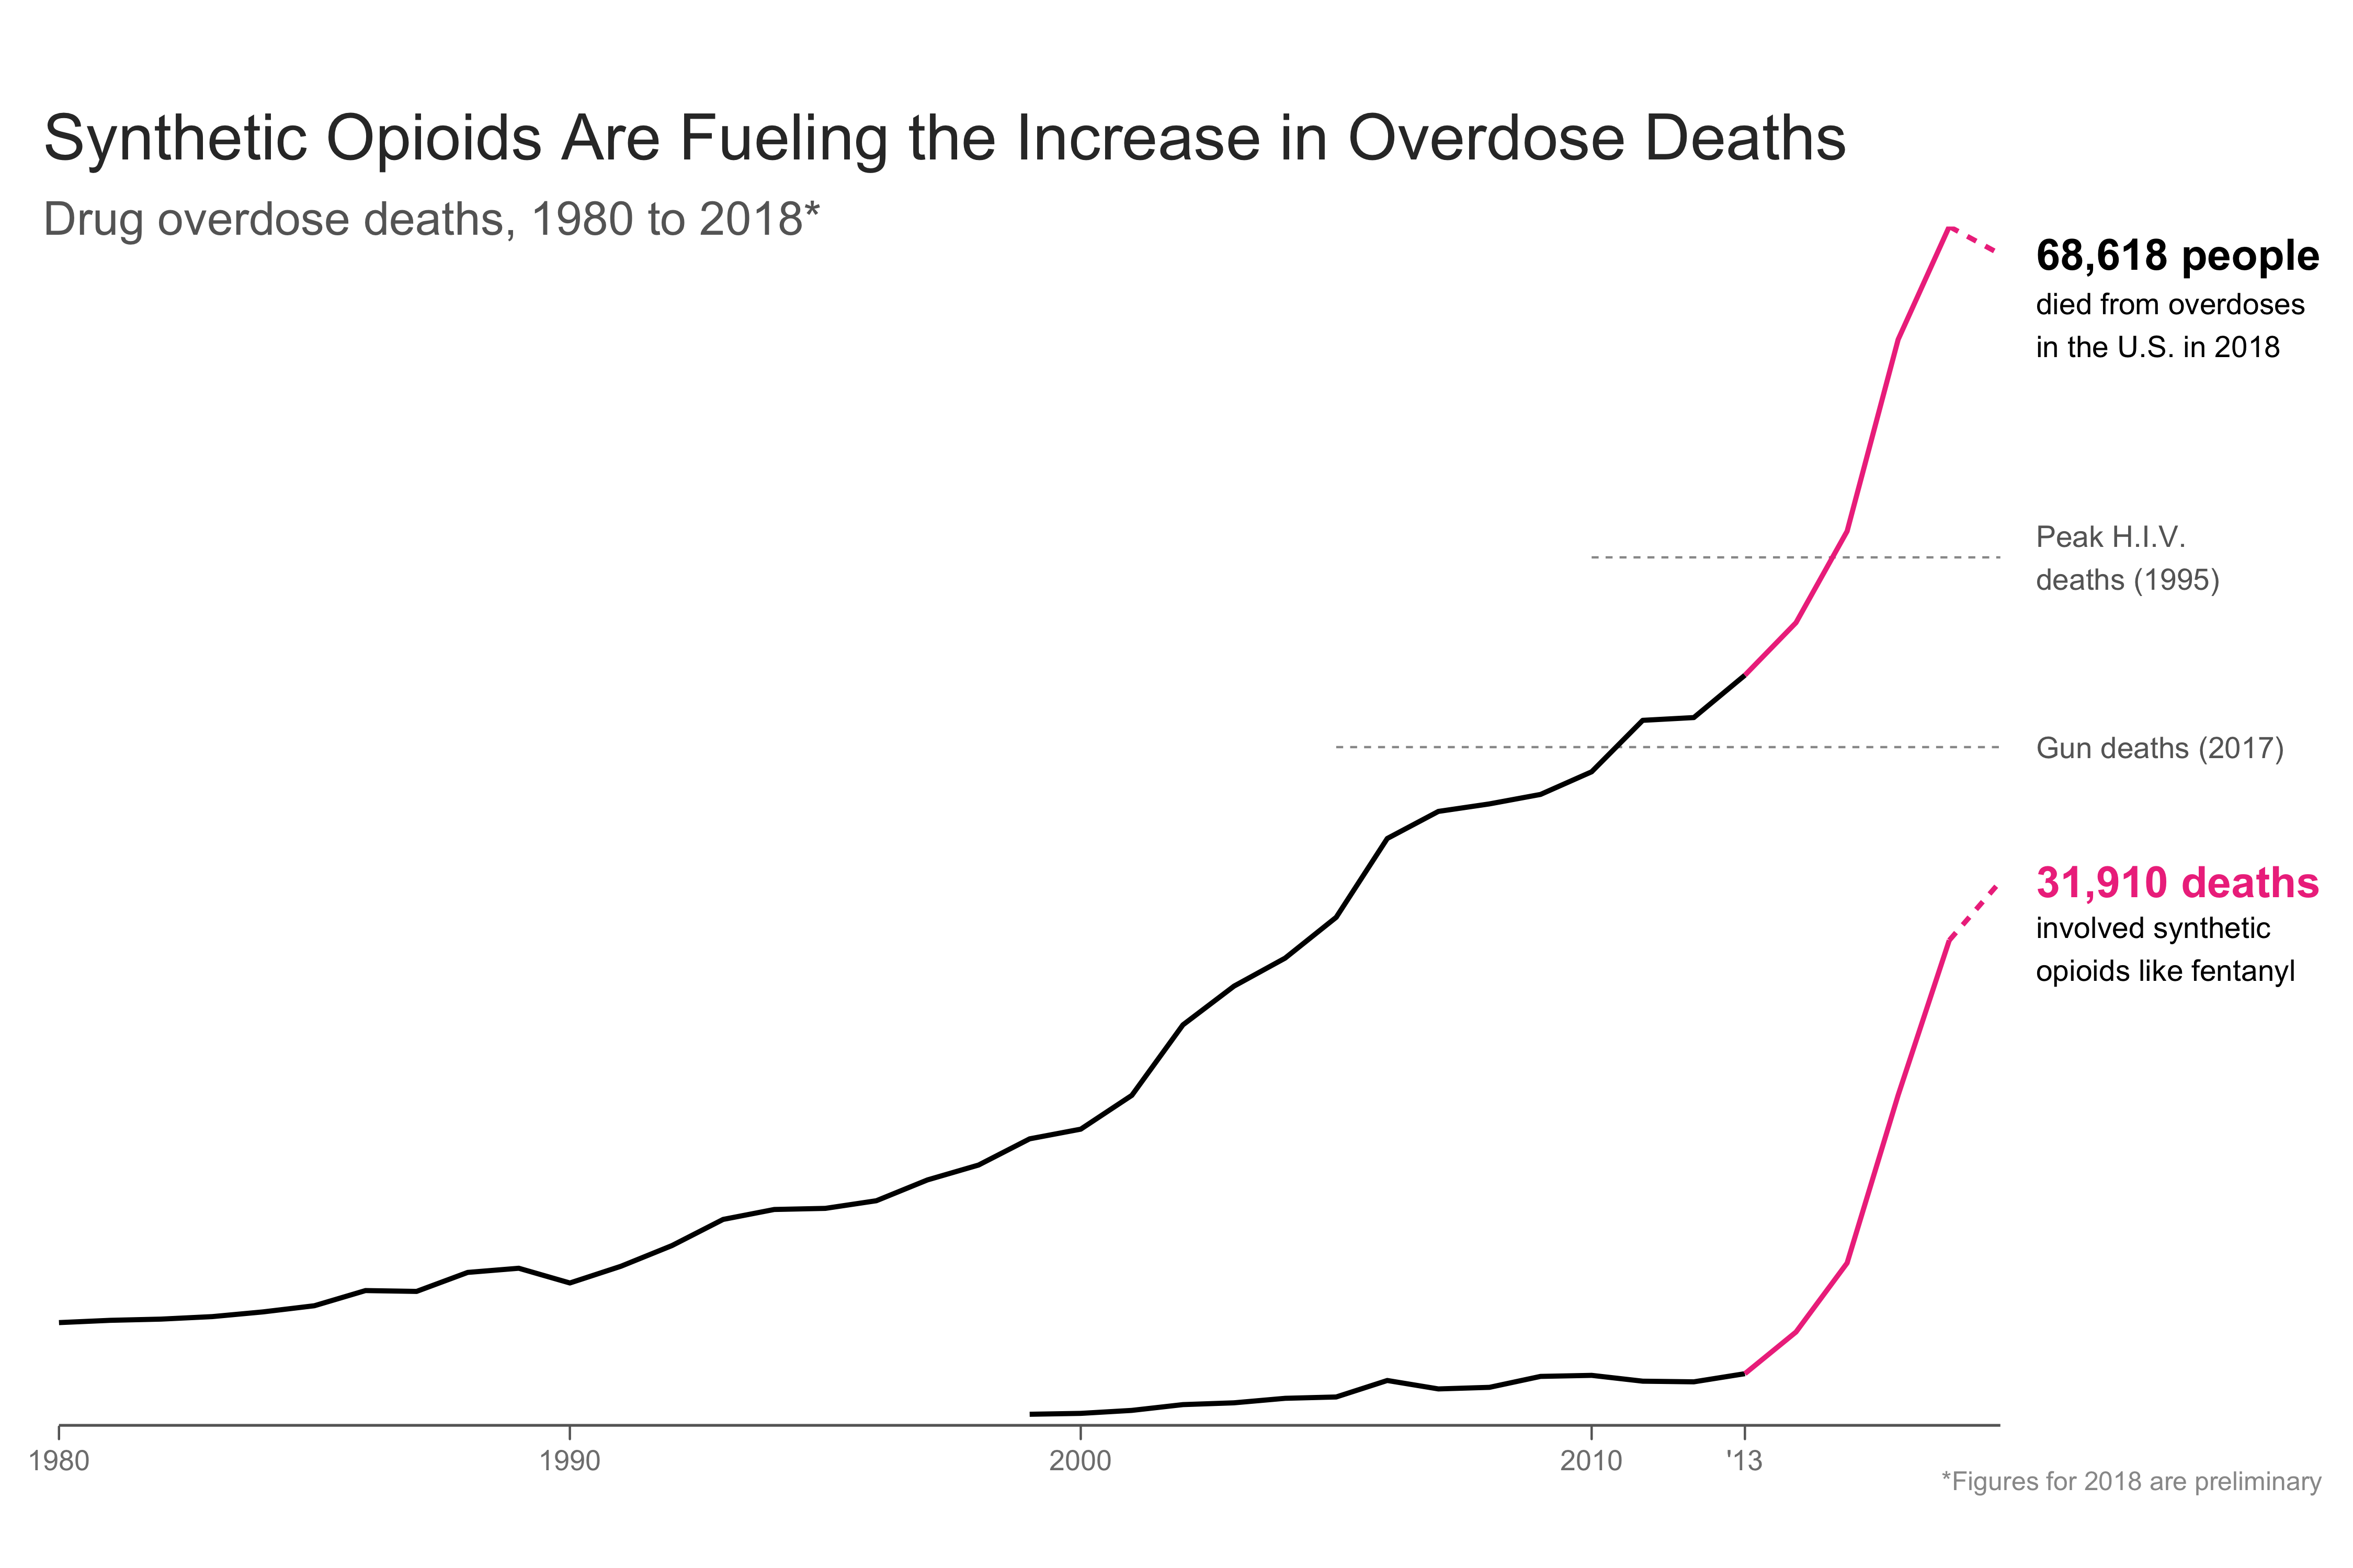 Synthetic Opioids Are Fueling the Increase in Overdose Deaths
Drug overdose deaths, 1980 to 2018*
68,618 people
died from overdoses
in the U.S. in 2018
Peak H.I.V.
deaths (1995)
Gun deaths (2017)
31,910 deaths
involved synthetic
opioids like fentanyl
1980
1990
2000
2010
'13
*Figures for 2018 are preliminary